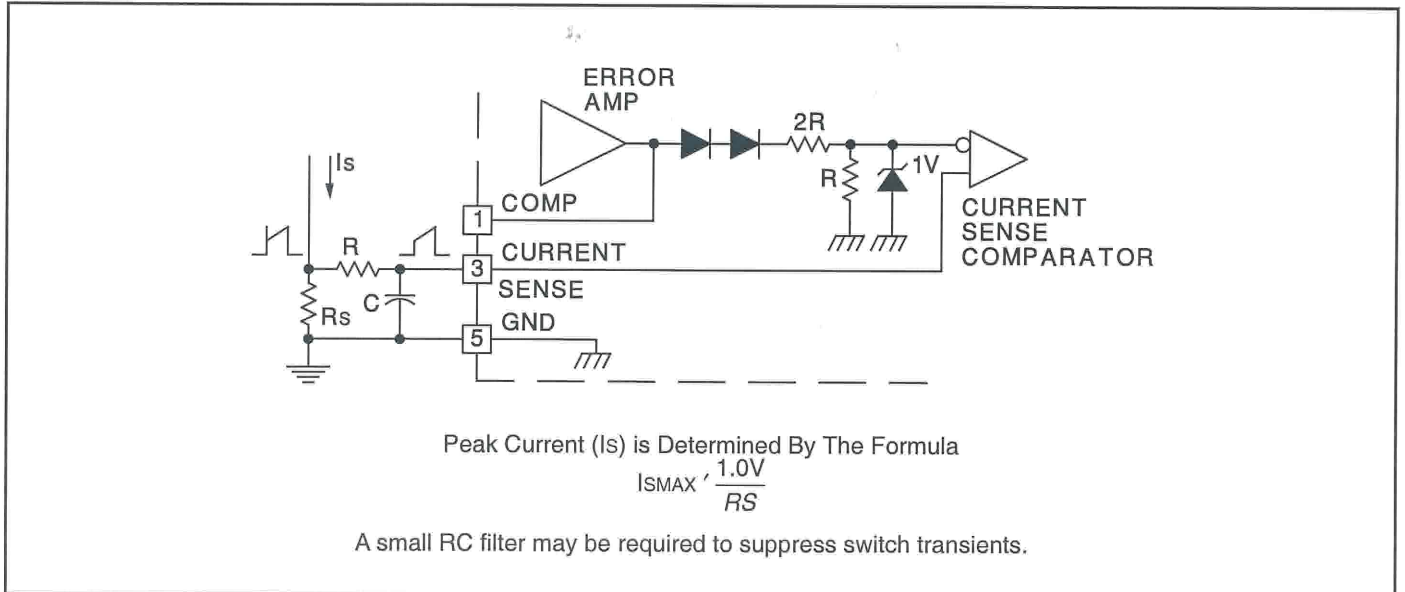 ERROR
AMP
2R
Is
R
1V
1
COMP
CURRENT
SENSE
COMPARATOR
R
3
CURRENT
SENSE
C
Rs
5
GND
Peak Current (Is) is Determined By The Formula
ISMAX ′ 1.0V
RS
A small RC filter may be required to suppress switch transients.